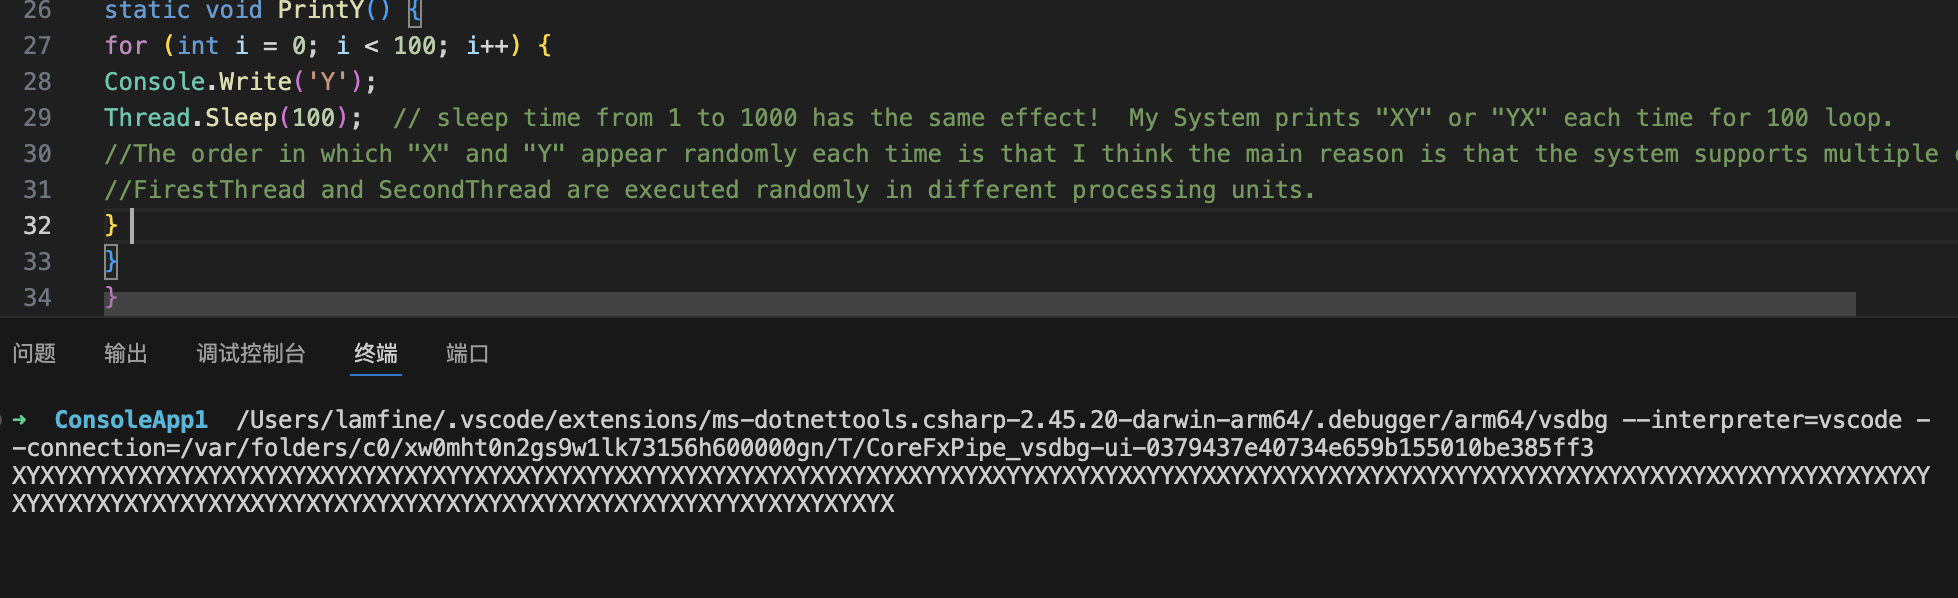 26 static void PrintY() {
27 for (int i = 0; i < 100; i++) {
28 Console.Write('Y');
29 Thread.Sleep(100);  // sleep time from 1 to 1000 has the same effect!  My System prints "XY" or "YX" each time for 100 loop.
30 //The order in which "X" and "Y" appear randomly each time is that I think the main reason is that the system supports multiple
31 //FirestThread and SecondThread are executed randomly in different processing units.
32 }
33 }
34 }
问题 输出 调试控制台 终端 端口
→ ConsoleApp1 /Users/lamfine/.vscode/extensions/ms-dotnettools.csharp-2.45.20-darwin-arm64/.debugger/arm64/vsdbg --interpreter=vscode -
-connection=/var/folders/c0/xw0mht0n2gs9w1lk73156h600000gn/T/CoreFxPipe_vsdbg-ui-0379437e40734e659b155010be385ff3